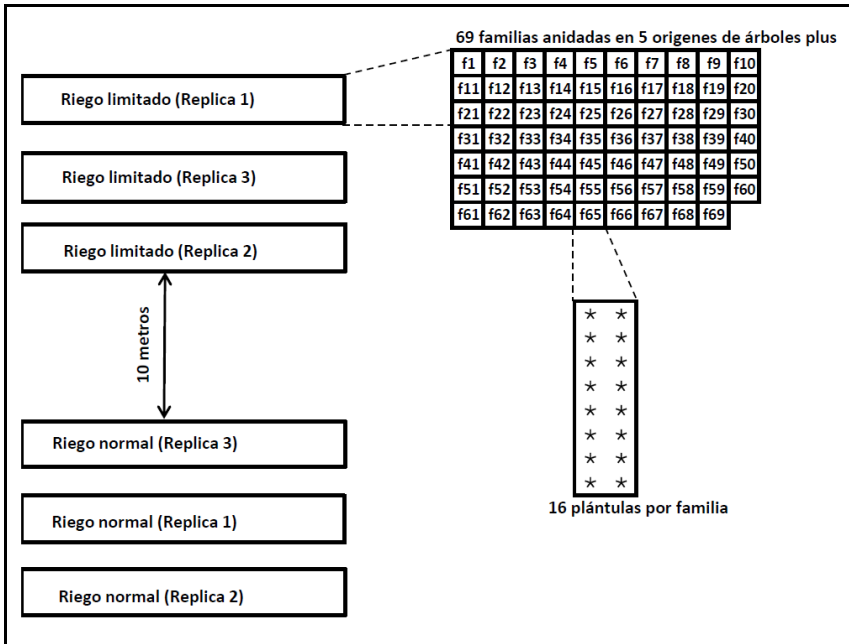 69 familias anidadas en 5 origenes de árboles plus
f1 f2 f3 f4 f5 f6 f7 f8 f9 f10
f11 f12 f13 f14 f15 f16 f17 f18 f19 f20
f21 f22 f23 f24 f25 f26 f27 f28 f29 f30
f31 f32 f33 f34 f35 f36 f37 f38 f39 f40
f41 f42 f43 f44 f45 f46 f47 f48 f49 f50
f51 f52 f53 f54 f55 f56 f57 f58 f59 f60
f61 f62 f63 f64 f65 f66 f67 f68 f69
Riego limitado (Replica 1)
Riego limitado (Replica 3)
Riego limitado (Replica 2)
10 metros
Riego normal (Replica 3)
Riego normal (Replica 1)
Riego normal (Replica 2)
16 plántulas por familia